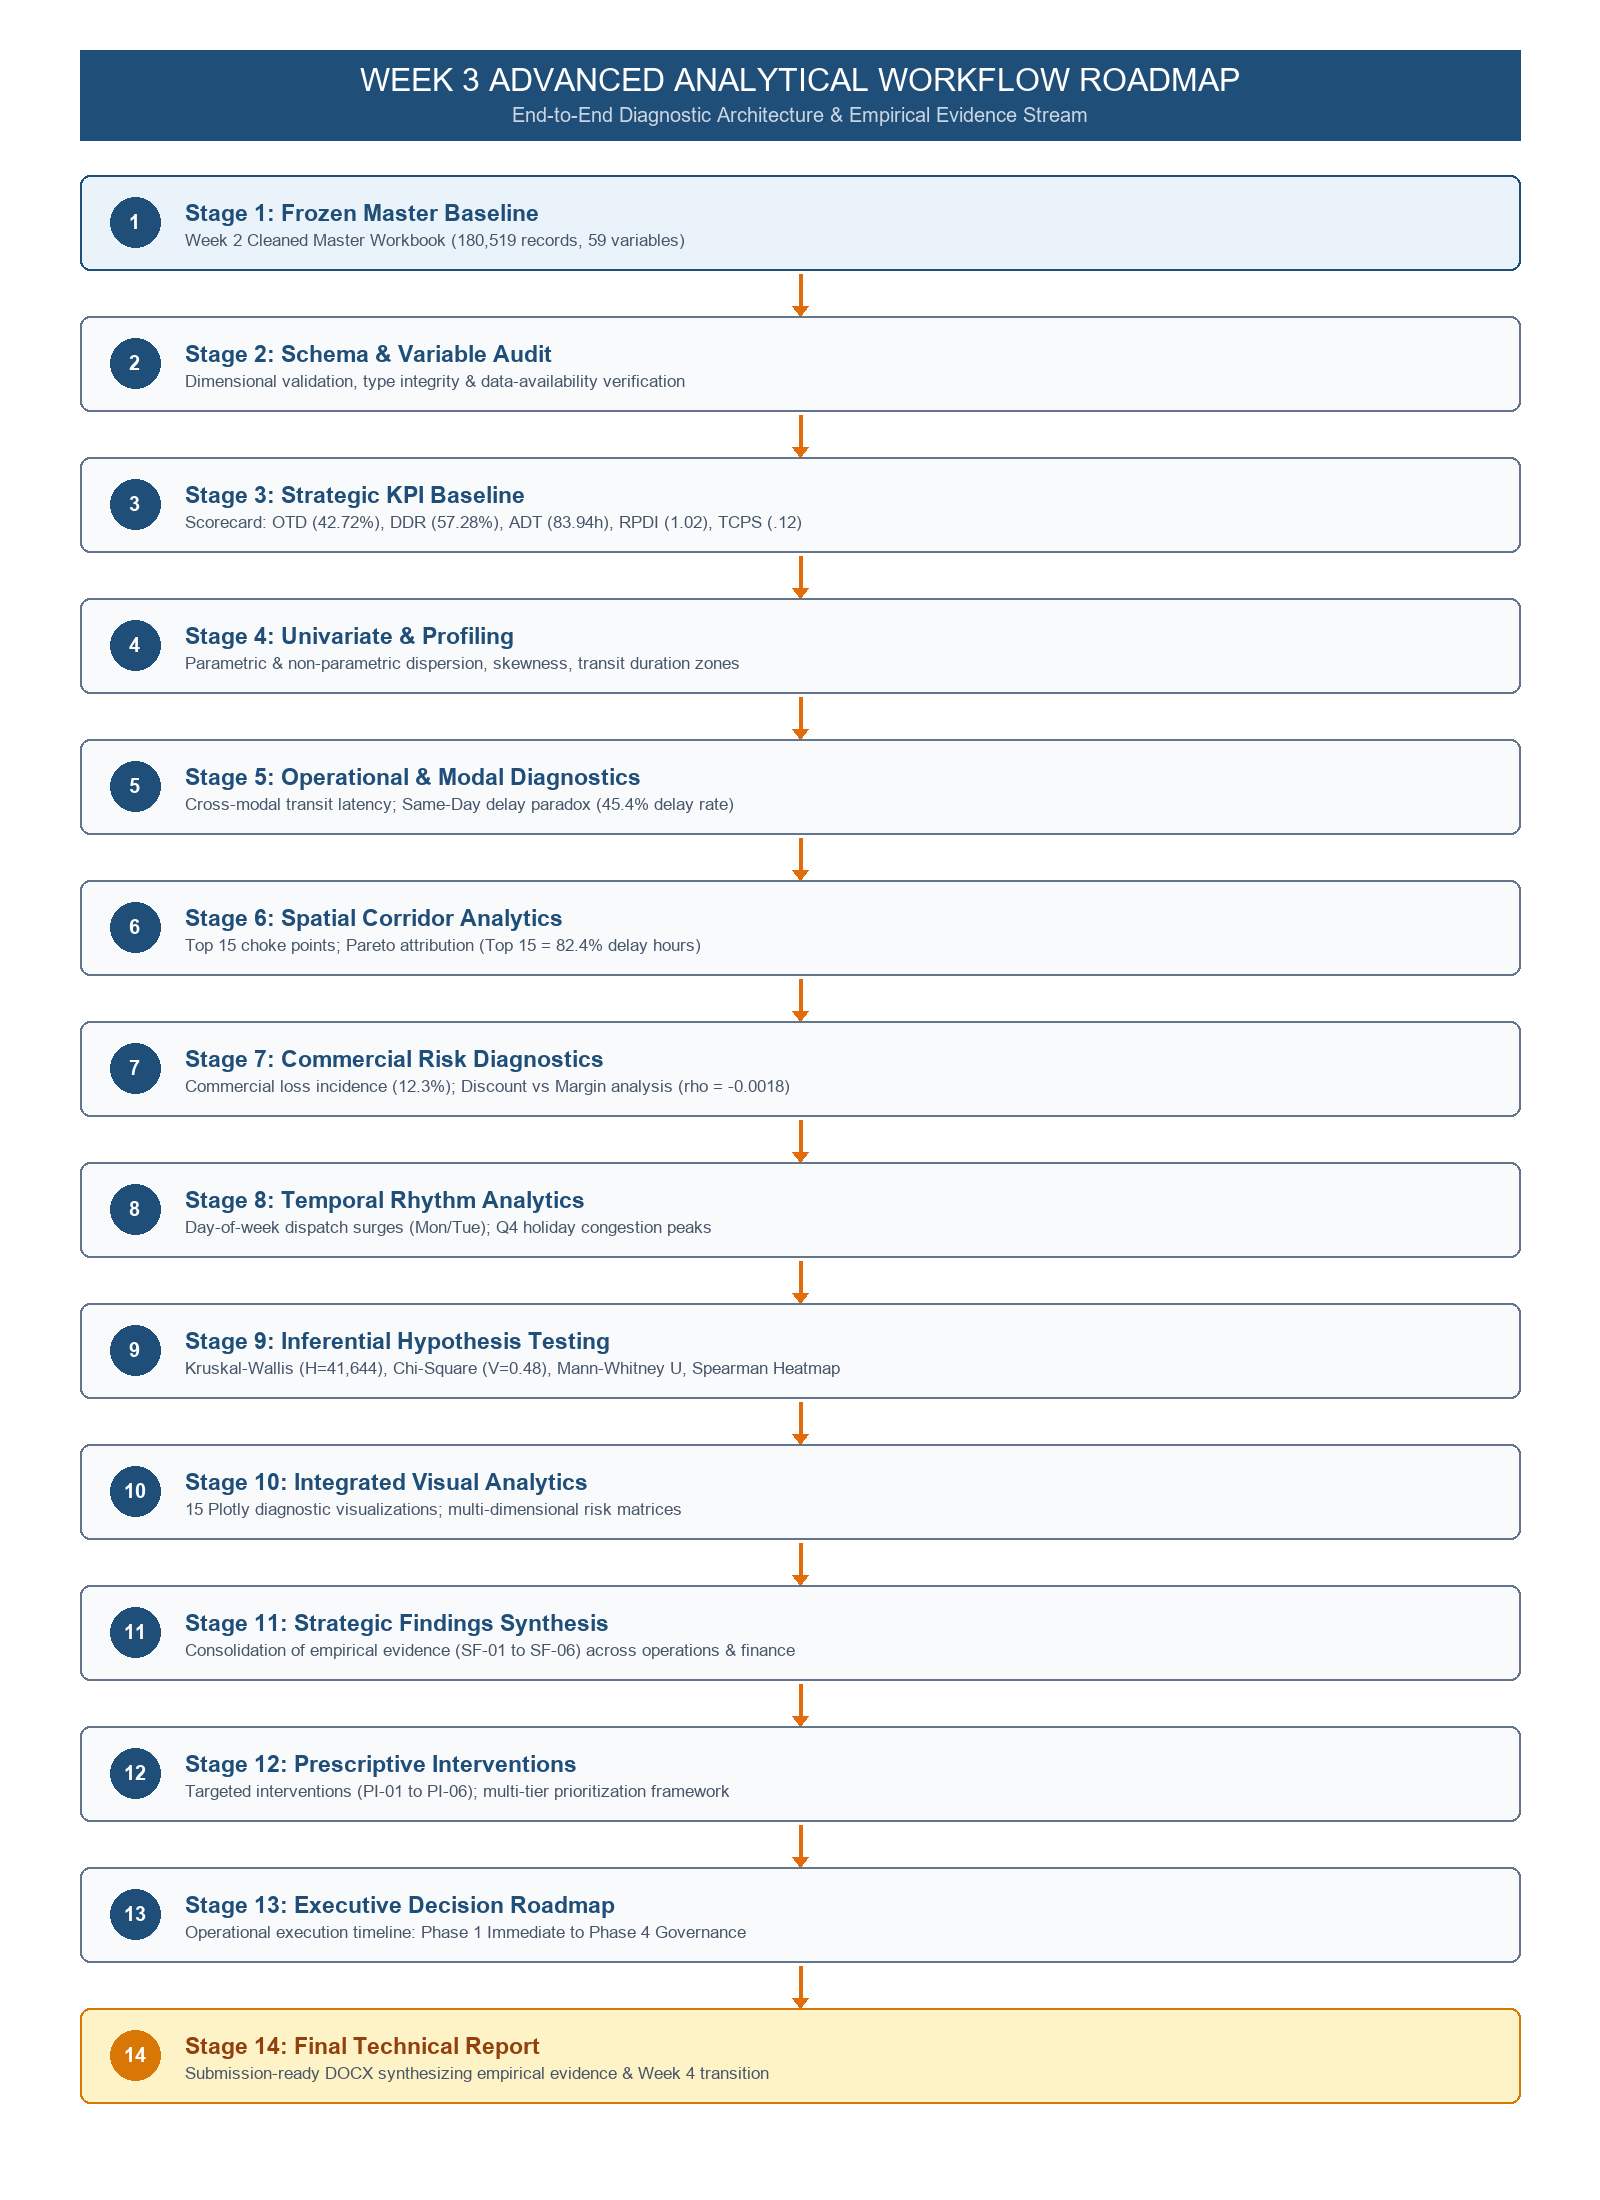 WEEK 3 ADVANCED ANALYTICAL WORKFLOW ROADMAP
End-to-End Diagnostic Architecture & Empirical Evidence Stream
1
Stage 1: Frozen Master Baseline
Week 2 Cleaned Master Workbook (180,519 records, 59 variables)
2
Stage 2: Schema & Variable Audit
Dimensional validation, type integrity & data-availability verification
3
Stage 3: Strategic KPI Baseline
Scorecard: OTD (42.72%), DDR (57.28%), ADT (83.94h), RPDI (1.02), TCPS (.12)
4
Stage 4: Univariate & Profiling
Parametric & non-parametric dispersion, skewness, transit duration zones
5
Stage 5: Operational & Modal Diagnostics
Cross-modal transit latency; Same-Day delay paradox (45.4% delay rate)
6
Stage 6: Spatial Corridor Analytics
Top 15 choke points; Pareto attribution (Top 15 = 82.4% delay hours)
7
Stage 7: Commercial Risk Diagnostics
Commercial loss incidence (12.3%); Discount vs Margin analysis (rho = -0.0018)
8
Stage 8: Temporal Rhythm Analytics
Day-of-week dispatch surges (Mon/Tue); Q4 holiday congestion peaks
9
Stage 9: Inferential Hypothesis Testing
Kruskal-Wallis (H=41,644), Chi-Square (V=0.48), Mann-Whitney U, Spearman Heatmap
10
Stage 10: Integrated Visual Analytics
15 Plotly diagnostic visualizations; multi-dimensional risk matrices
11
Stage 11: Strategic Findings Synthesis
Consolidation of empirical evidence (SF-01 to SF-06) across operations & finance
12
Stage 12: Prescriptive Interventions
Targeted interventions (PI-01 to PI-06); multi-tier prioritization framework
13
Stage 13: Executive Decision Roadmap
Operational execution timeline: Phase 1 Immediate to Phase 4 Governance
14
Stage 14: Final Technical Report
Submission-ready DOCX synthesizing empirical evidence & Week 4 transition